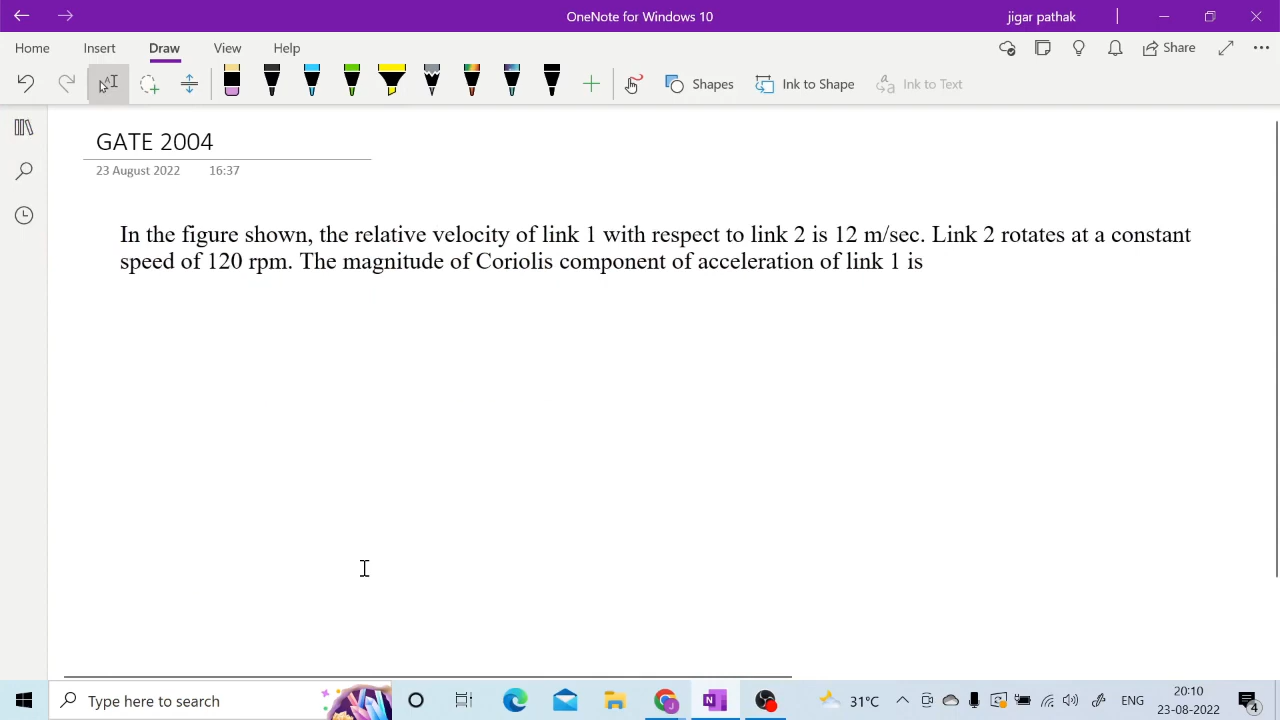 OneNote for Windows 10
jigar pathak
Home Insert Draw View Help
Share
Shapes Ink to Shape Ink to Text
GATE 2004
23 August 2022 16:37
In the figure shown, the relative velocity of link 1 with respect to link 2 is 12 m/sec. Link 2 rotates at a constant
speed of 120 rpm. The magnitude of Coriolis component of acceleration of link 1 is
Type here to search
31°C
ENG
20:10
23-08-2022
4